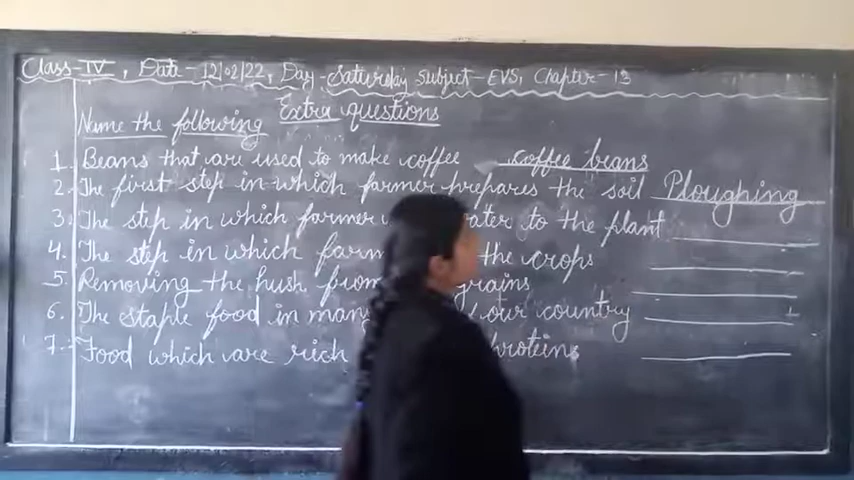 Class-IV, Date-12/02/22, Day-Saturday Subject-EVS, Chapter-13
Extra questions
Name the following
1. Beans that are used to make coffee coffee beans
2. The first step in which farmer prepares the soil Ploughing
3. The step in which farmer water to the plant
4. The step in which the crops
5. Removing the husk grains
6. The staple food in our country
7. Food which are rich proteins